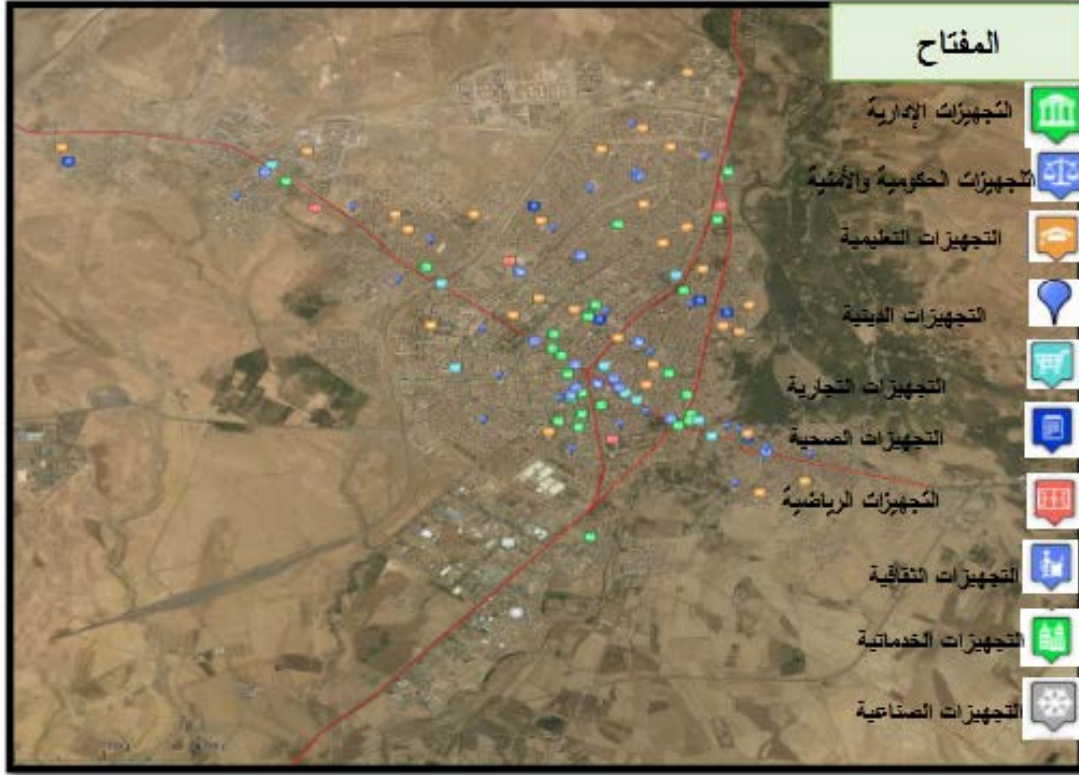 المفتاح
التجهيزات الإدارية
التجهيزات الحكومية والأمنية
التجهيزات التعليمية
التجهيزات الدينية
التجهيزات التجارية
التجهيزات الصحية
التجهيزات الرياضية
التجهيزات الثقافية
التجهيزات الخدماتية
التجهيزات الصناعية